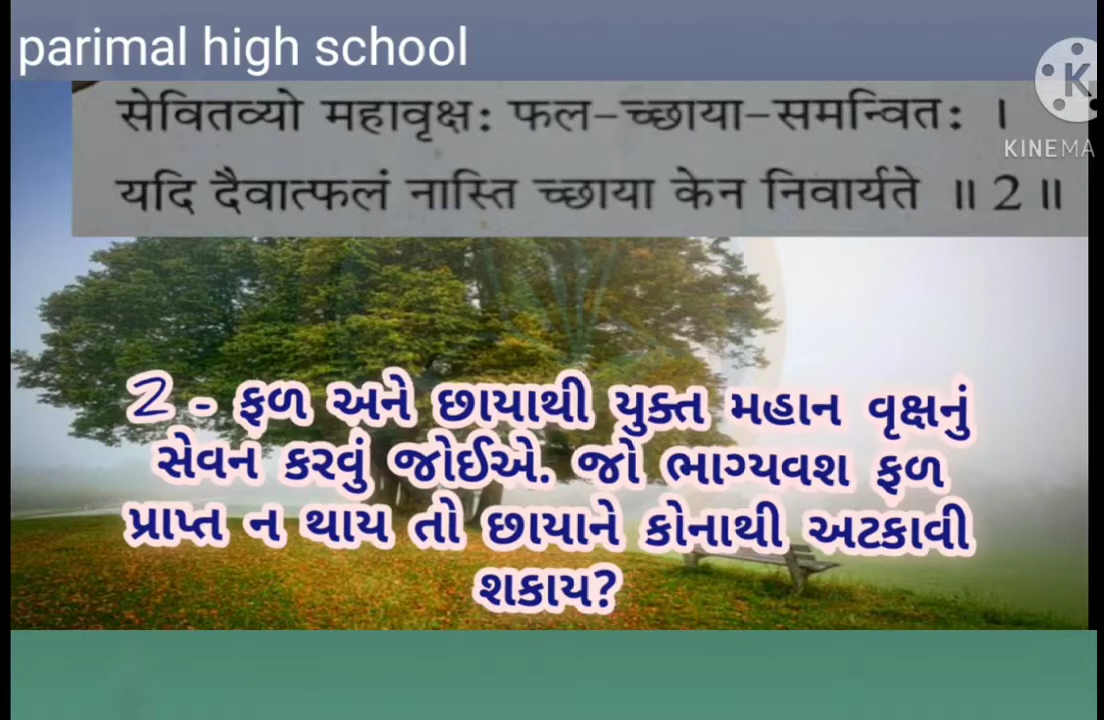 parimal high school
K
KINEMA
सेवितव्यो महावृक्षः फल-च्छाया-समन्वितः ।
यदि दैवात्फलं नास्ति च्छाया केन निवार्यते ॥ 2 ॥
2 - ફળ અને છાયાથી યુક્ત મહાન વૃક્ષનું
સેવન કરવું જોઈએ. જો ભાગ્યવશ ફળ
પ્રાપ્ત ન થાય તો છાયાને કોનાથી અટકાવી
શકાય?